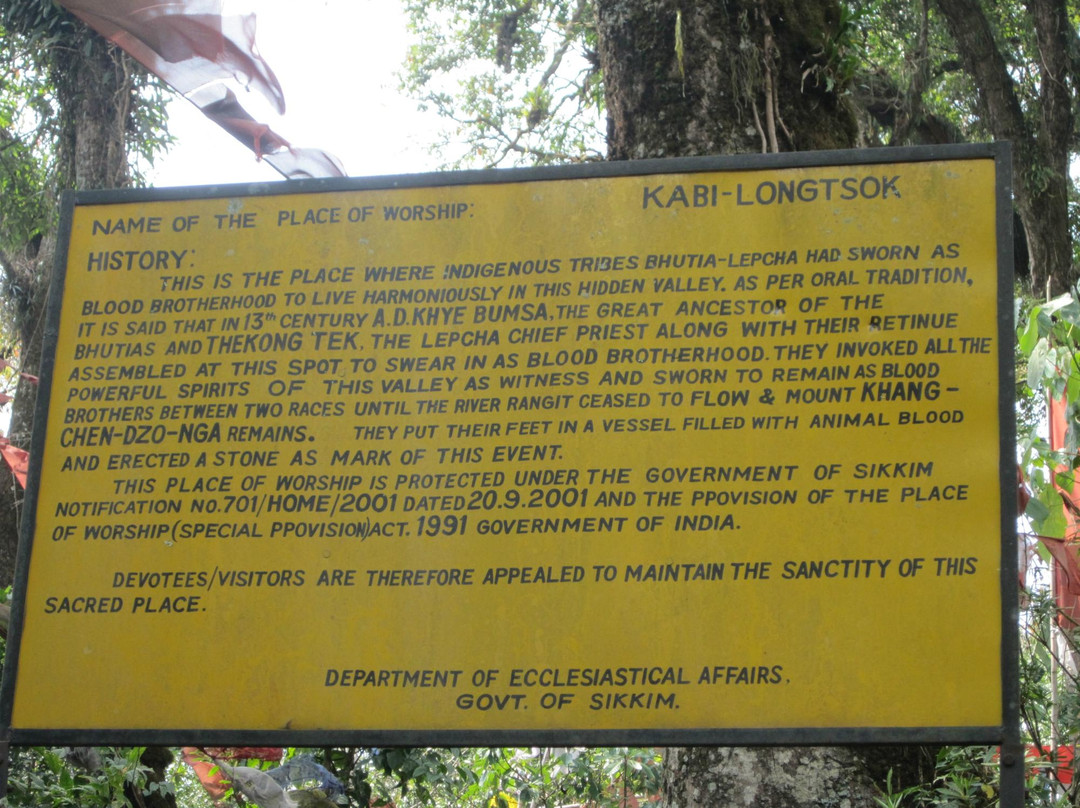 NAME OF THE PLACE OF WORSHIP: KABI-LONGTSOK
HISTORY:
THIS IS THE PLACE WHERE INDIGENOUS TRIBES BHUTIA-LEPCHA HAD SWORN AS
BLOOD BROTHERHOOD TO LIVE HARMONIOUSLY IN THIS HIDDEN VALLEY. AS PER ORAL TRADITION,
IT IS SAID THAT IN 13th CENTURY A.D.KHYE BUMSA,THE GREAT ANCESTOR OF THE
BHUTIAS AND THEKONG TEK, THE LEPCHA CHIEF PRIEST ALONG WITH THEIR RETINUE
ASSEMBLED AT THIS SPOT TO SWEAR IN AS BLOOD BROTHERHOOD. THEY INVOKED ALL THE
POWERFUL SPIRITS OF THIS VALLEY AS WITNESS AND SWORN TO REMAIN AS BLOOD
BROTHERS BETWEEN TWO RACES UNTIL THE RIVER RANGIT CEASED TO FLOW & MOUNT KHANG-
CHEN-DZO-NGA REMAINS. THEY PUT THEIR FEET IN A VESSEL FILLED WITH ANIMAL BLOOD
AND ERECTED A STONE AS MARK OF THIS EVENT.
THIS PLACE OF WORSHIP IS PROTECTED UNDER THE GOVERNMENT OF SIKKIM
NOTIFICATION No.701/HOME/2001 DATED 20.9.2001 AND THE PPOVISION OF THE PLACE
OF WORSHIP(SPECIAL PPOVISION)ACT. 1991 GOVERNMENT OF INDIA.
DEVOTEES/VISITORS ARE THEREFORE APPEALED TO MAINTAIN THE SANCTITY OF THIS
SACRED PLACE.
DEPARTMENT OF ECCLESIASTICAL AFFAIRS.
GOVT. OF SIKKIM.